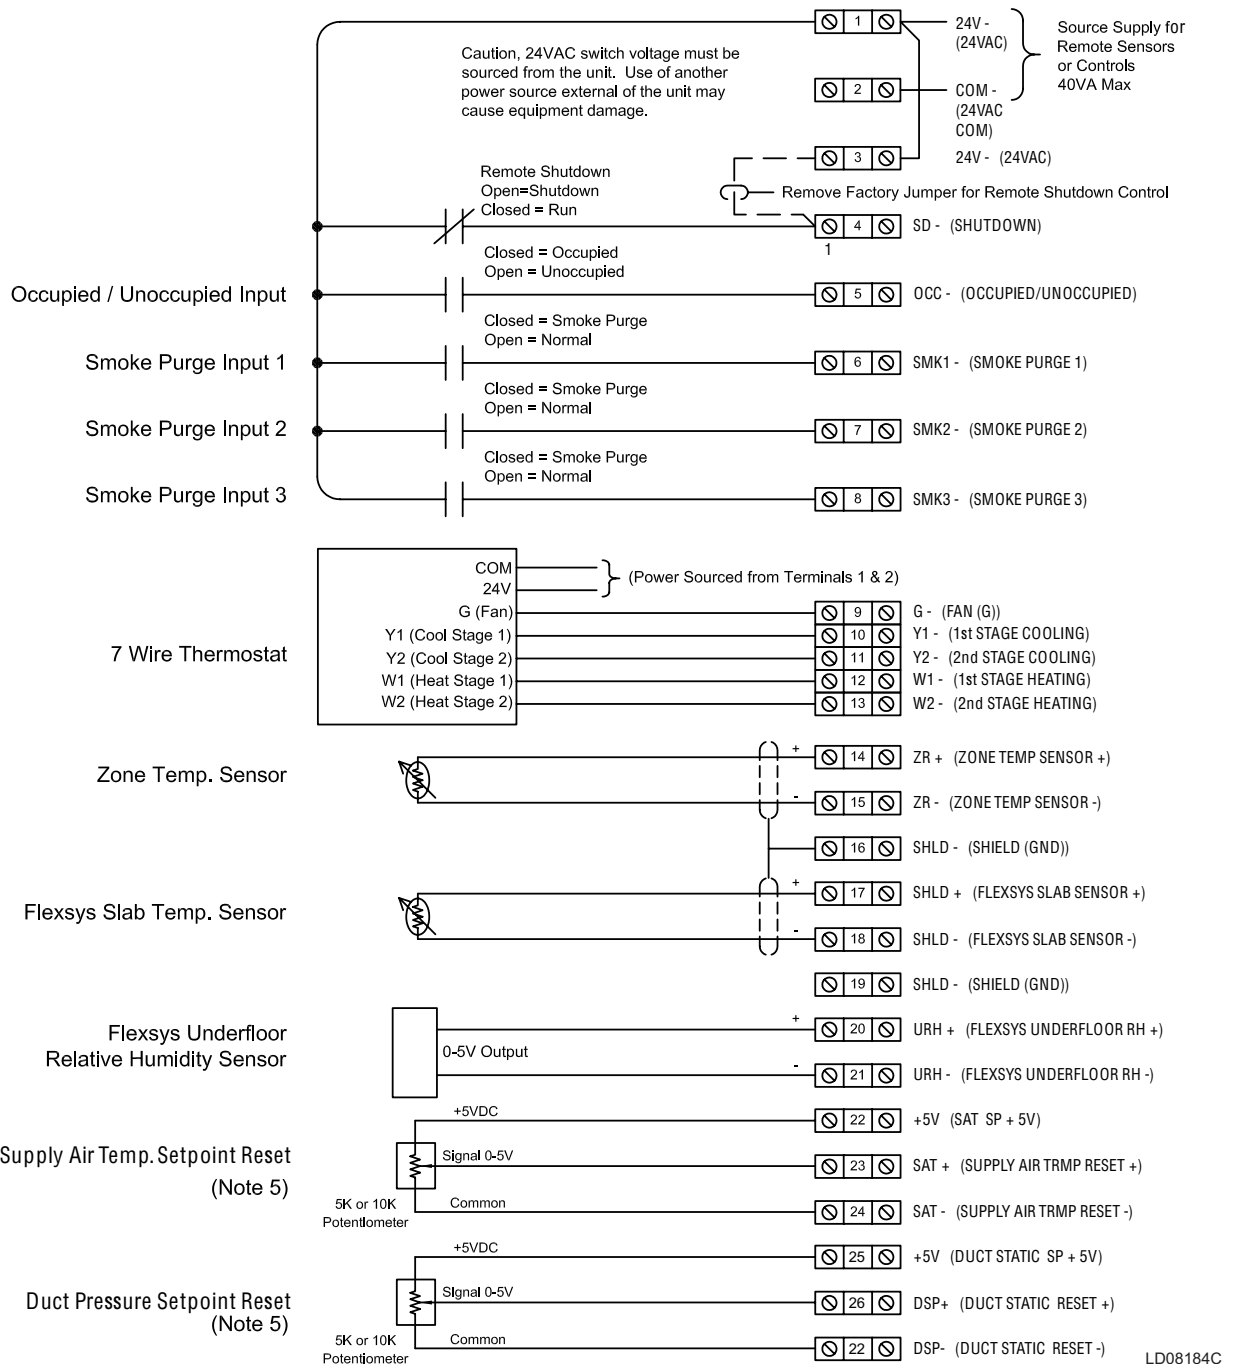 1
24V -
(24VAC)
Source Supply for
Remote Sensors
or Controls
40VA Max
Caution, 24VAC switch voltage must be
sourced from the unit. Use of another
power source external of the unit may
cause equipment damage.
2
COM -
(24VAC
COM)
3
24V - (24VAC)
Remote Shutdown
Open=Shutdown
Closed = Run
Remove Factory Jumper for Remote Shutdown Control
4
SD - (SHUTDOWN)
1
Closed = Occupied
Open = Unoccupied
Occupied / Unoccupied Input
5
OCC - (OCCUPIED/UNOCCUPIED)
Closed = Smoke Purge
Open = Normal
Smoke Purge Input 1
6
SMK1 - (SMOKE PURGE 1)
Closed = Smoke Purge
Open = Normal
Smoke Purge Input 2
7
SMK2 - (SMOKE PURGE 2)
Closed = Smoke Purge
Open = Normal
Smoke Purge Input 3
8
SMK3 - (SMOKE PURGE 3)
7 Wire Thermostat
COM
24V
(Power Sourced from Terminals 1 & 2)
G (Fan)
9
G - (FAN (G))
Y1 (Cool Stage 1)
10
Y1 - (1st STAGE COOLING)
Y2 (Cool Stage 2)
11
Y2 - (2nd STAGE COOLING)
W1 (Heat Stage 1)
12
W1 - (1st STAGE HEATING)
W2 (Heat Stage 2)
13
W2 - (2nd STAGE HEATING)
Zone Temp. Sensor
+
14
ZR + (ZONE TEMP SENSOR +)
-
15
ZR - (ZONE TEMP SENSOR -)
16
SHLD - (SHIELD (GND))
Flexsys Slab Temp. Sensor
+
17
SHLD + (FLEXSYS SLAB SENSOR +)
-
18
SHLD - (FLEXSYS SLAB SENSOR -)
19
SHLD - (SHIELD (GND))
Flexsys Underfloor
Relative Humidity Sensor
0-5V Output
+
20
URH + (FLEXSYS UNDERFLOOR RH +)
-
21
URH - (FLEXSYS UNDERFLOOR RH -)
Supply Air Temp. Setpoint Reset
(Note 5)
+5VDC
22
+5V (SAT SP + 5V)
Signal 0-5V
23
SAT + (SUPPLY AIR TRMP RESET +)
5K or 10K
Potentiometer
Common
24
SAT - (SUPPLY AIR TRMP RESET -)
Duct Pressure Setpoint Reset
(Note 5)
+5VDC
25
+5V (DUCT STATIC SP + 5V)
Signal 0-5V
26
DSP+ (DUCT STATIC RESET +)
5K or 10K
Potentiometer
Common
22
DSP- (DUCT STATIC RESET -)
LD08184C